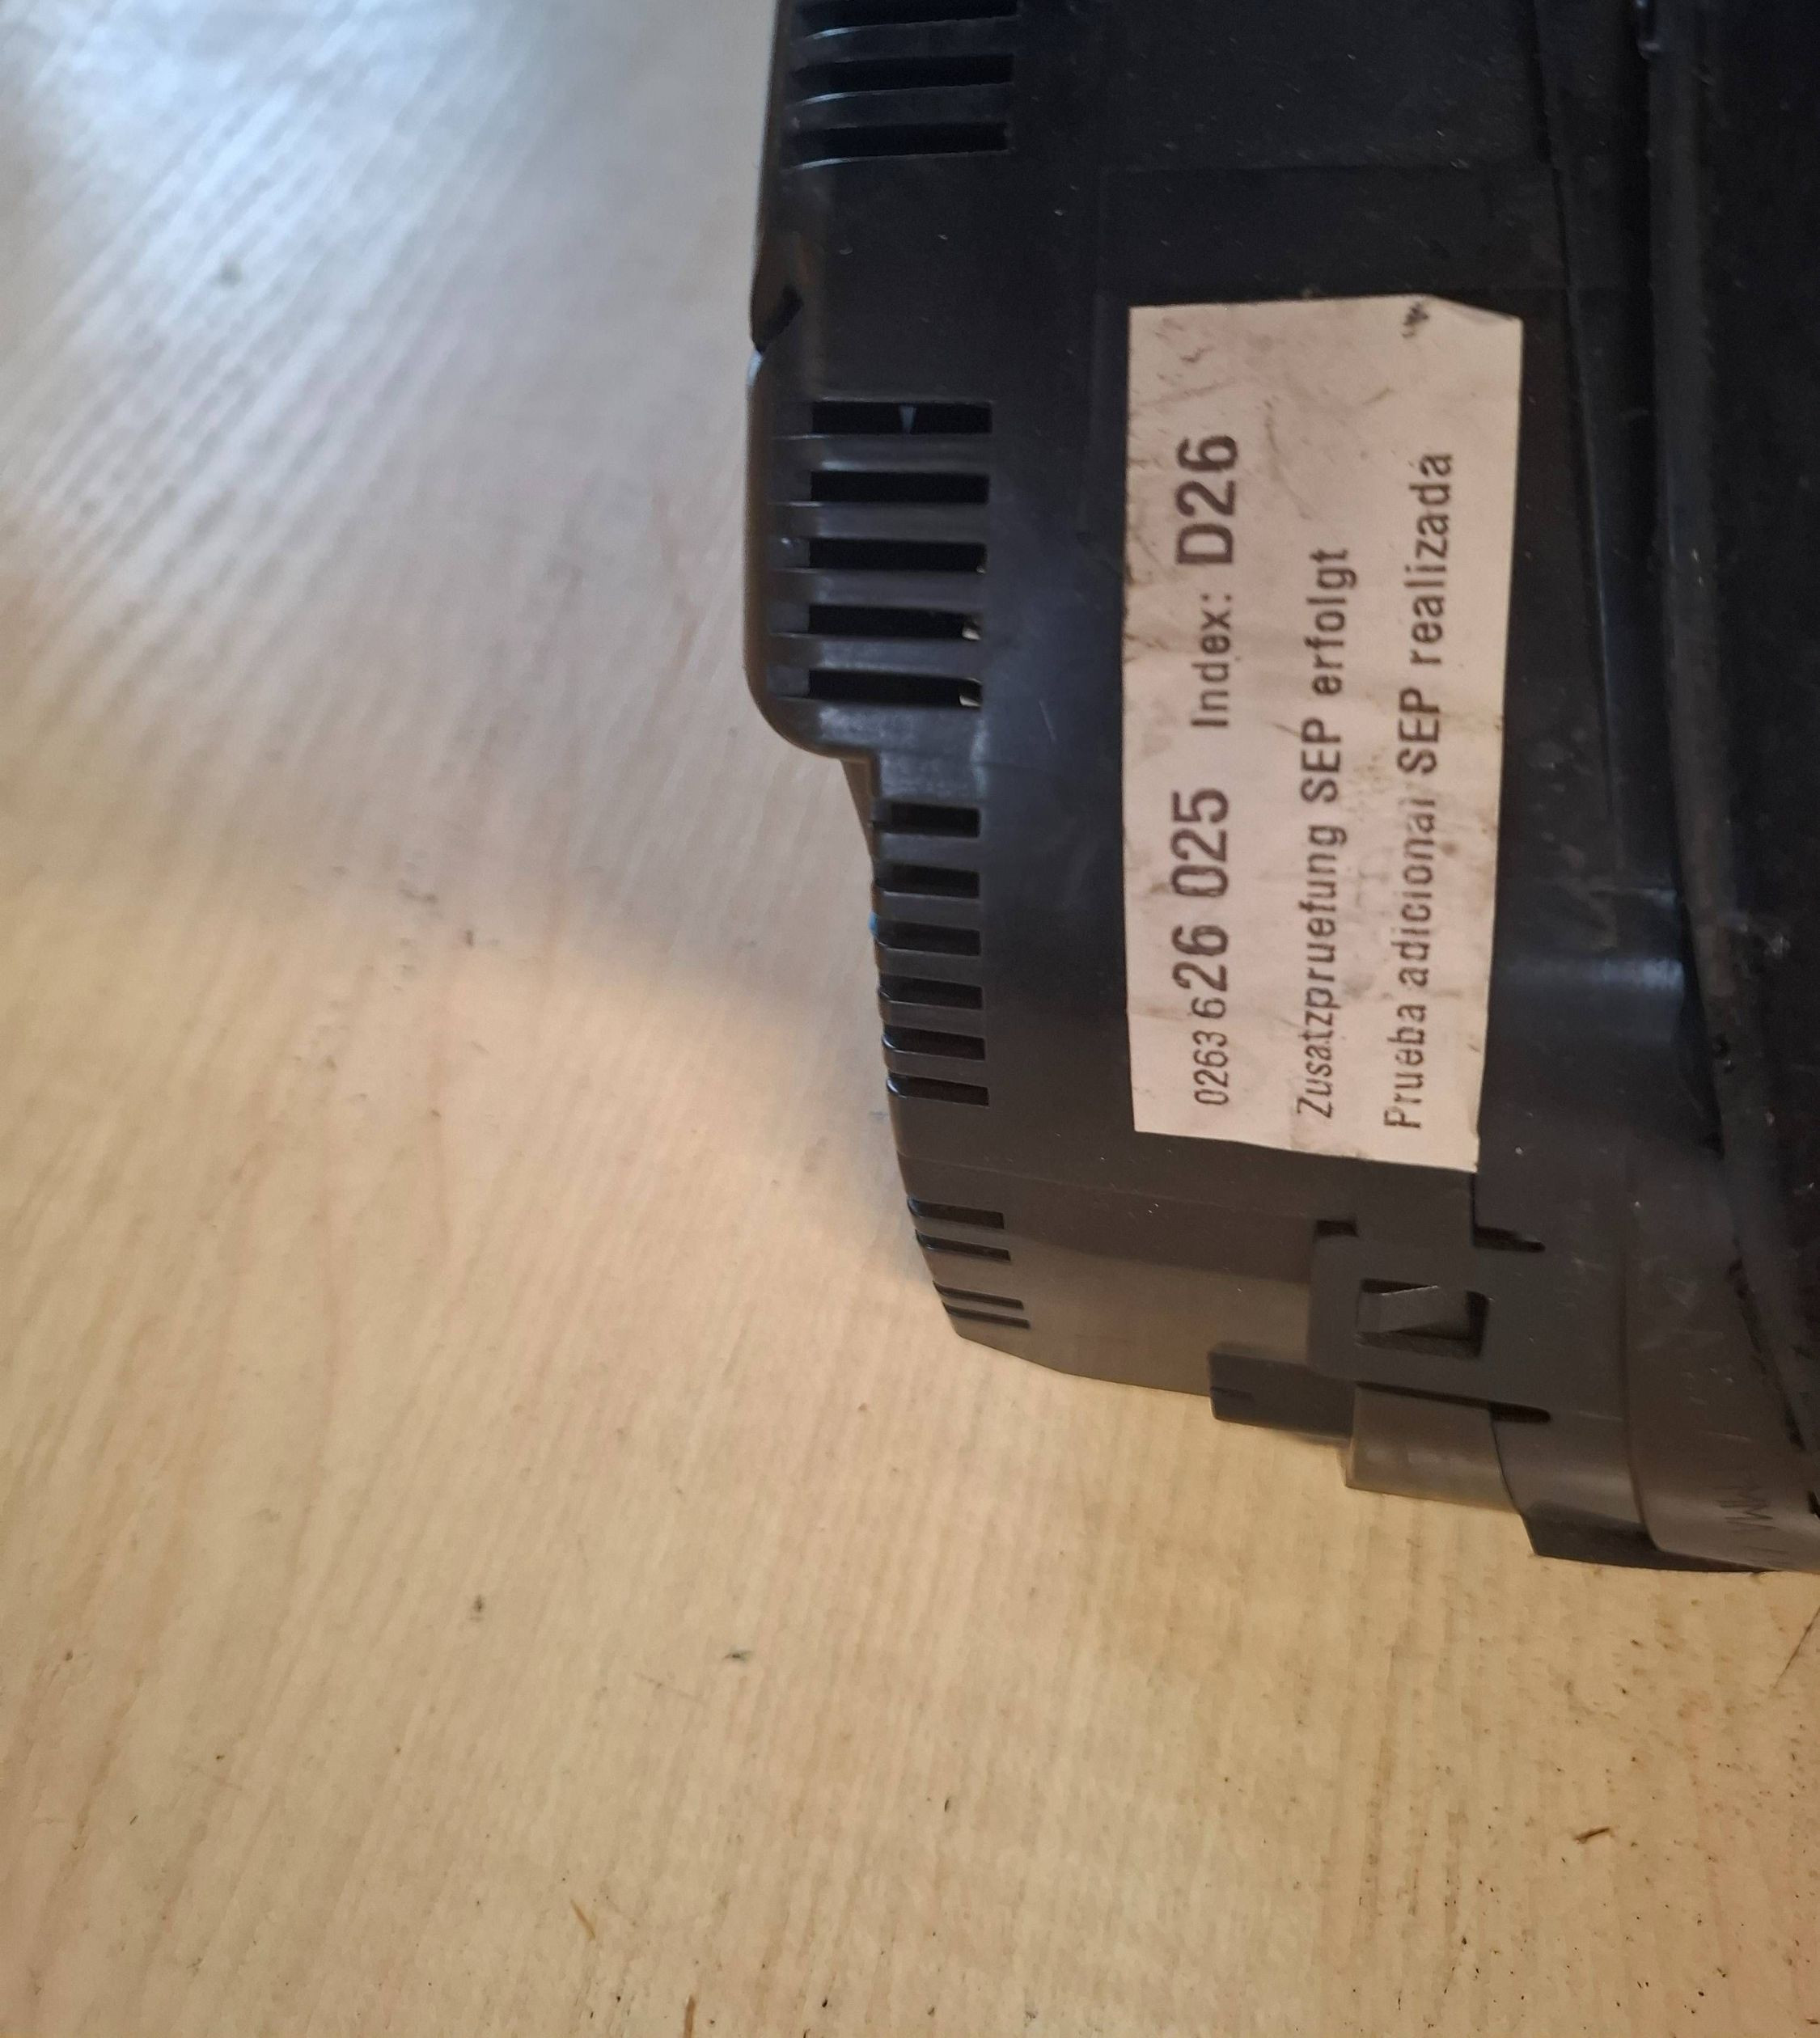 0263 626 025 Index: D26
Zusatzpruefung SEP erfolgt
Prueba adicional SEP realizada